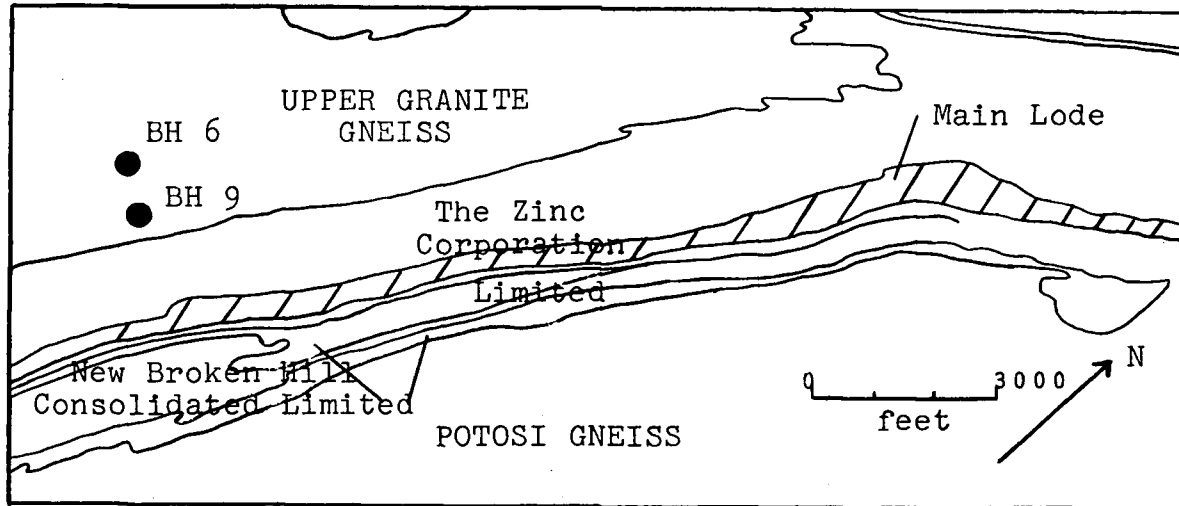 UPPER GRANITE
GNEISS
BH 6
BH 9
Main Lode
The Zinc
Corporation
Limited
New Broken Hill
Consolidated Limited
N
0 3000
feet
POTOSI GNEISS